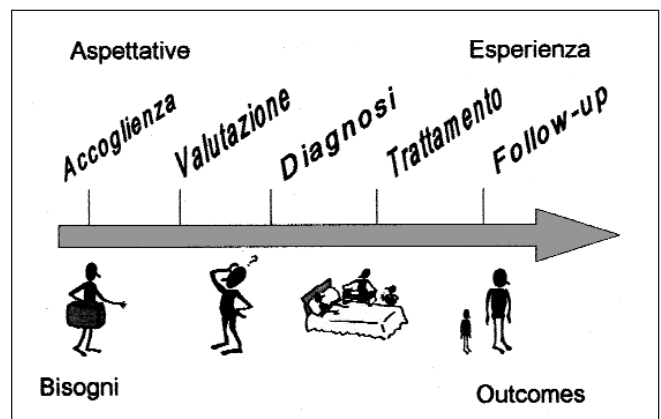 Aspettative
Esperienza
Accoglienza
Valutazione
Diagnosi
Trattamento
Follow-up
?
Bisogni
Outcomes